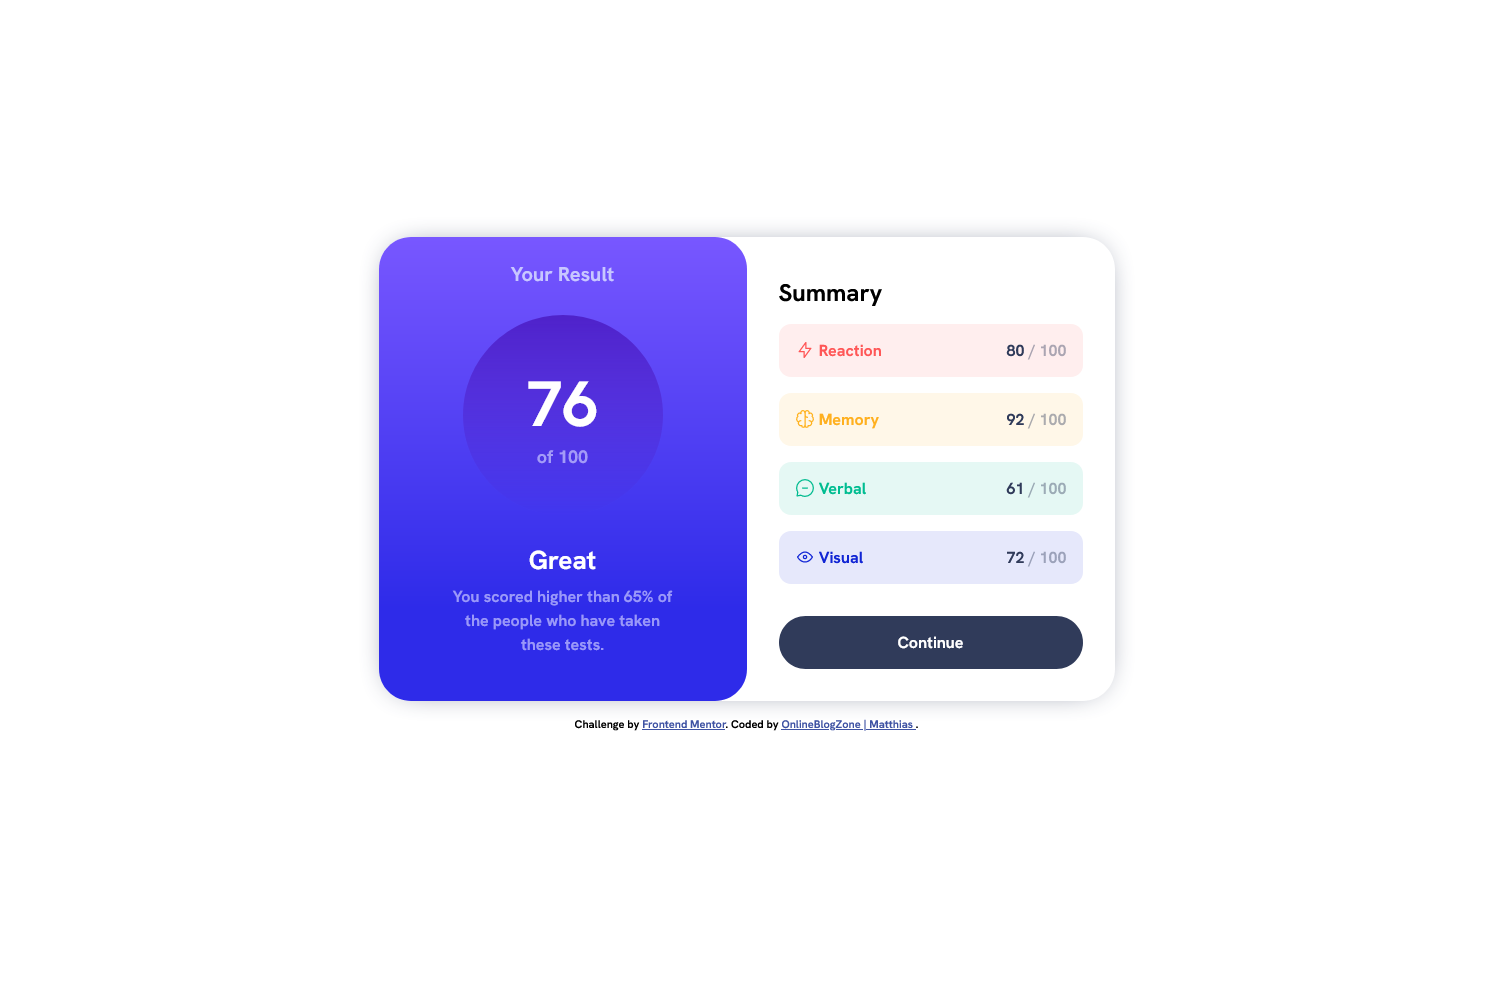 Your Result
76
of 100
Great
You scored higher than 65% of
the people who have taken
these tests.
Summary
Reaction 80 / 100
Memory 92 / 100
Verbal 61 / 100
Visual 72 / 100
Continue
Challenge by Frontend Mentor. Coded by OnlineBlogZone | Matthias .